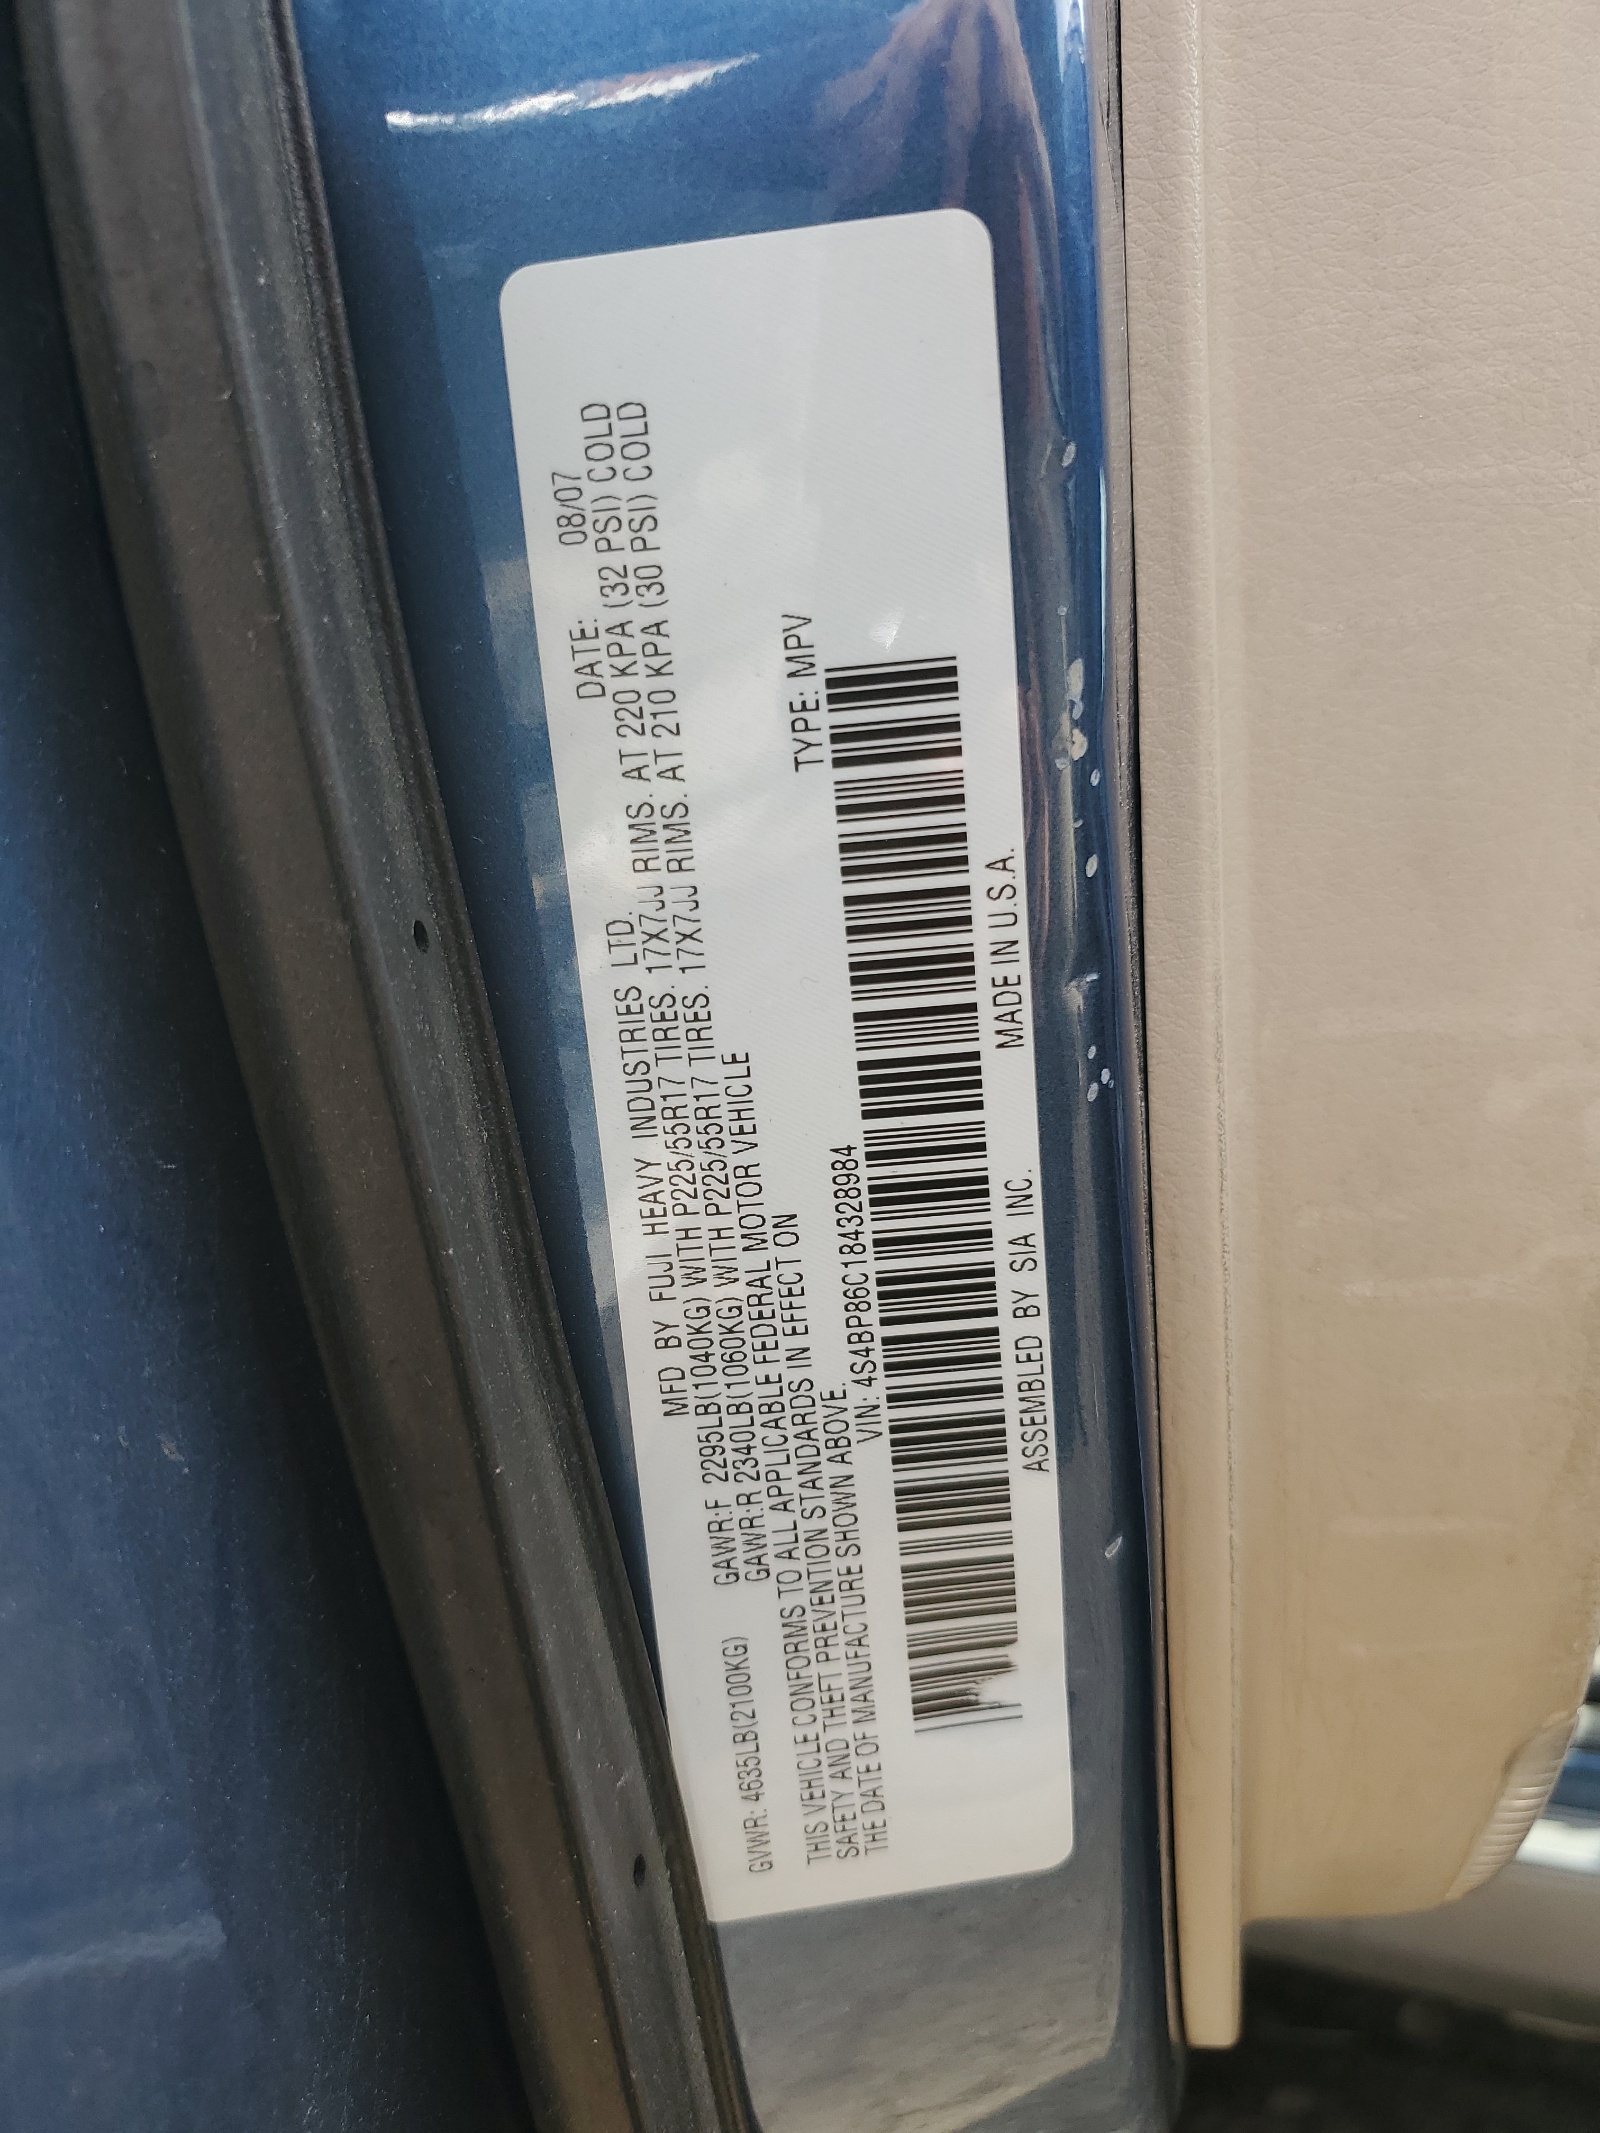 MFD BY FUJI HEAVY INDUSTRIES LTD. DATE: 08/07
GVWR: 4635LB(2100KG) GAWR:F 2295LB(1040KG) WITH P225/55R17 TIRES. 17X7JJ RIMS. AT 220 KPA (32 PSI) COLD
GAWR:R 2340LB(1060KG) WITH P225/55R17 TIRES. 17X7JJ RIMS. AT 210 KPA (30 PSI) COLD
THIS VEHICLE CONFORMS TO ALL APPLICABLE FEDERAL MOTOR VEHICLE
SAFETY AND THEFT PREVENTION STANDARDS IN EFFECT ON
THE DATE OF MANUFACTURE SHOWN ABOVE.
VIN: 4S4BP86C184328984 TYPE: MPV
ASSEMBLED BY SIA INC. MADE IN U.S.A.